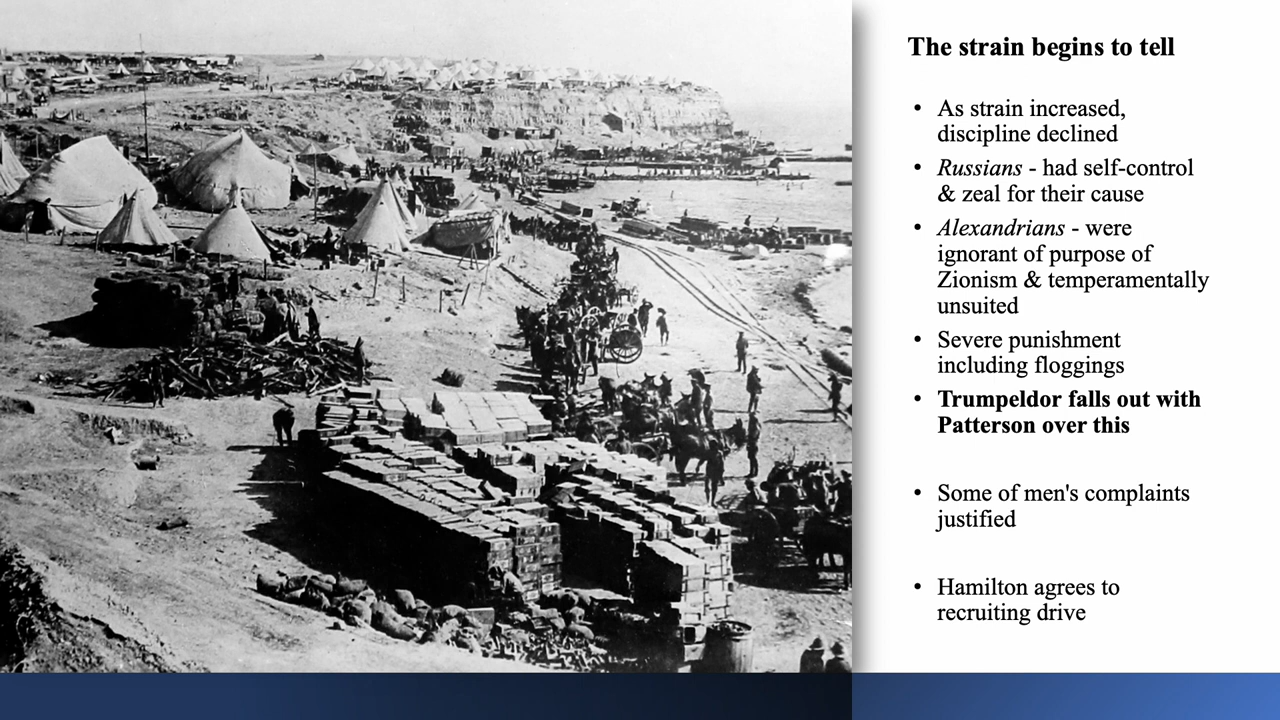 The strain begins to tell
• As strain increased,
discipline declined
• Russians - had self-control
& zeal for their cause
• Alexandrians - were
ignorant of purpose of
Zionism & temperamentally
unsuited
• Severe punishment
including floggings
• Trumpeldor falls out with
Patterson over this
• Some of men's complaints
justified
• Hamilton agrees to
recruiting drive